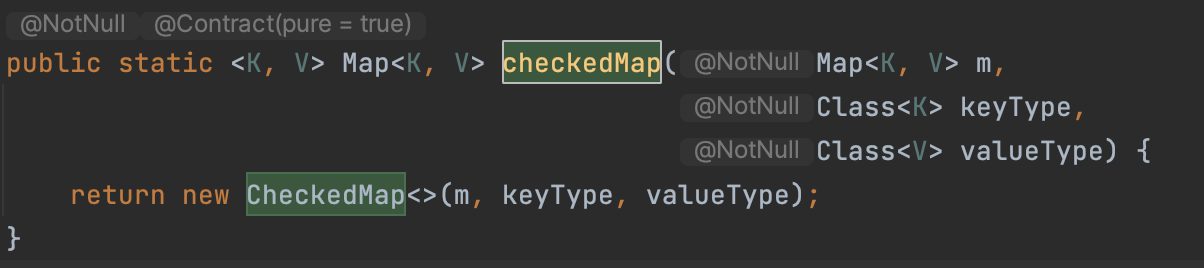 @NotNull @Contract(pure = true)
public static <K, V> Map<K, V> checkedMap( @NotNull Map<K, V> m,
@NotNull Class<K> keyType,
@NotNull Class<V> valueType) {
return new CheckedMap<>(m, keyType, valueType);
}